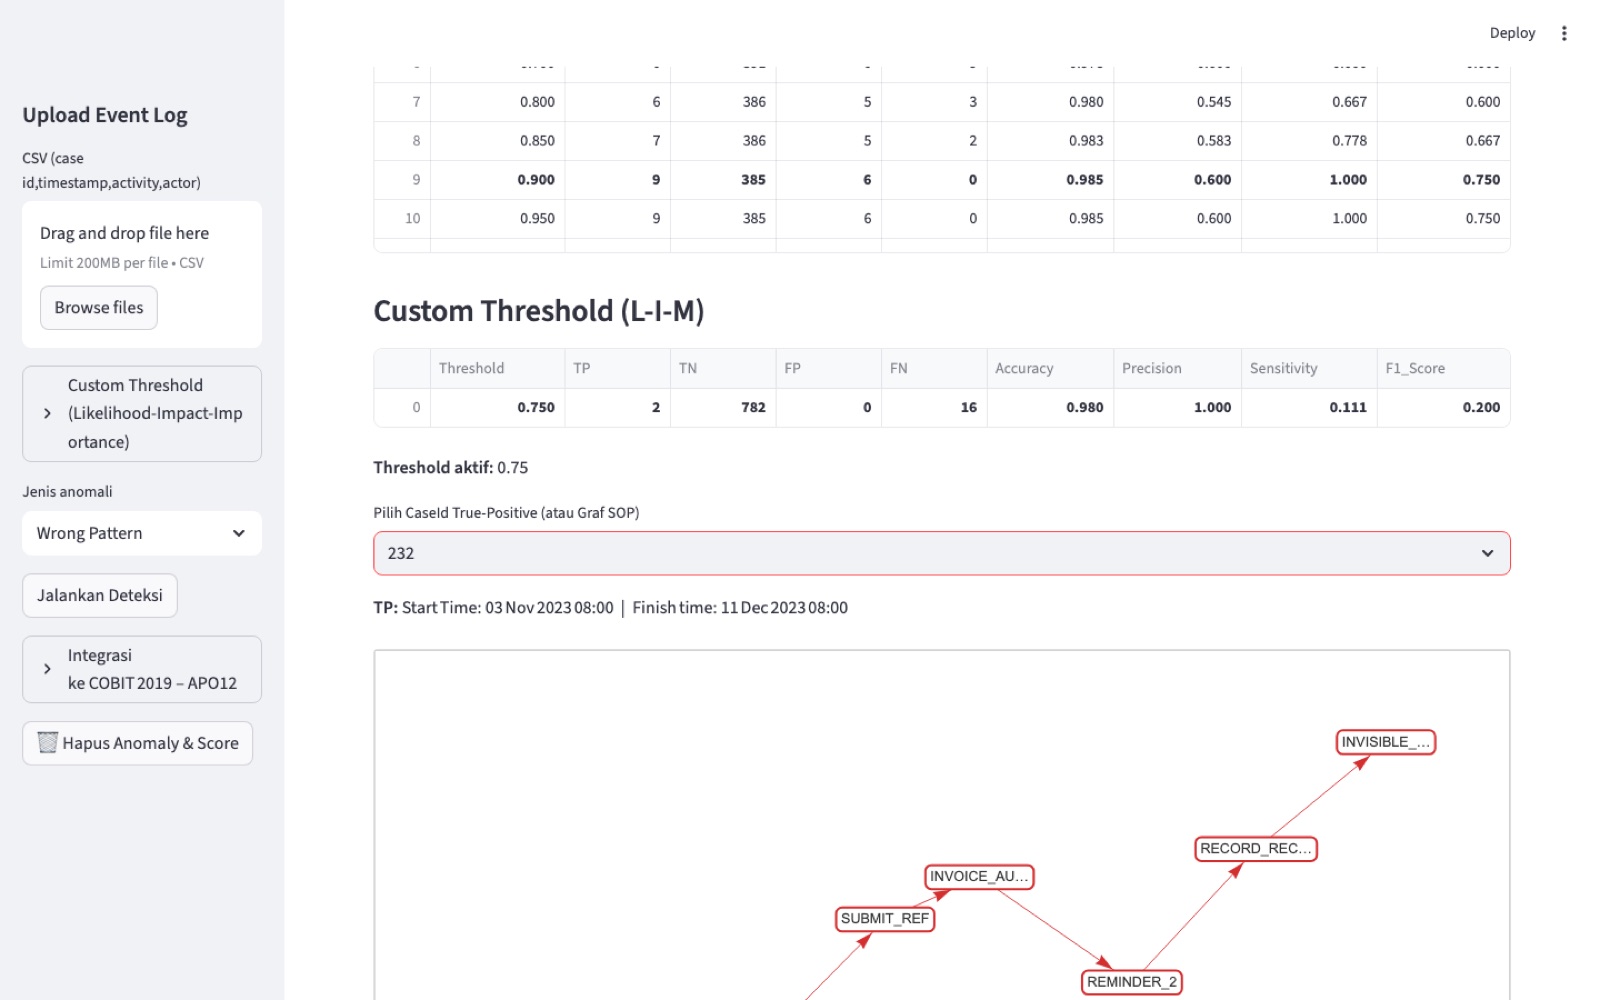 Deploy
Upload Event Log
CSV (case
id,timestamp,activity,actor)
Drag and drop file here
Limit 200MB per file • CSV
Browse files
Custom Threshold
(Likelihood-Impact-Imp
ortance)
Jenis anomali
Wrong Pattern
Jalankan Deteksi
Integrasi
ke COBIT 2019 – APO12
Hapus Anomaly & Score
7 0.800 6 386 5 3 0.980 0.545 0.667 0.600
8 0.850 7 386 5 2 0.983 0.583 0.778 0.667
9 0.900 9 385 6 0 0.985 0.600 1.000 0.750
10 0.950 9 385 6 0 0.985 0.600 1.000 0.750
Custom Threshold (L-I-M)
Threshold TP TN FP FN Accuracy Precision Sensitivity F1_Score
0 0.750 2 782 0 16 0.980 1.000 0.111 0.200
Threshold aktif: 0.75
Pilih CaseId True-Positive (atau Graf SOP)
232
TP: Start Time: 03 Nov 2023 08:00 | Finish time: 11 Dec 2023 08:00
INVISIBLE_...
RECORD_REC...
INVOICE_AU...
SUBMIT_REF
REMINDER_2